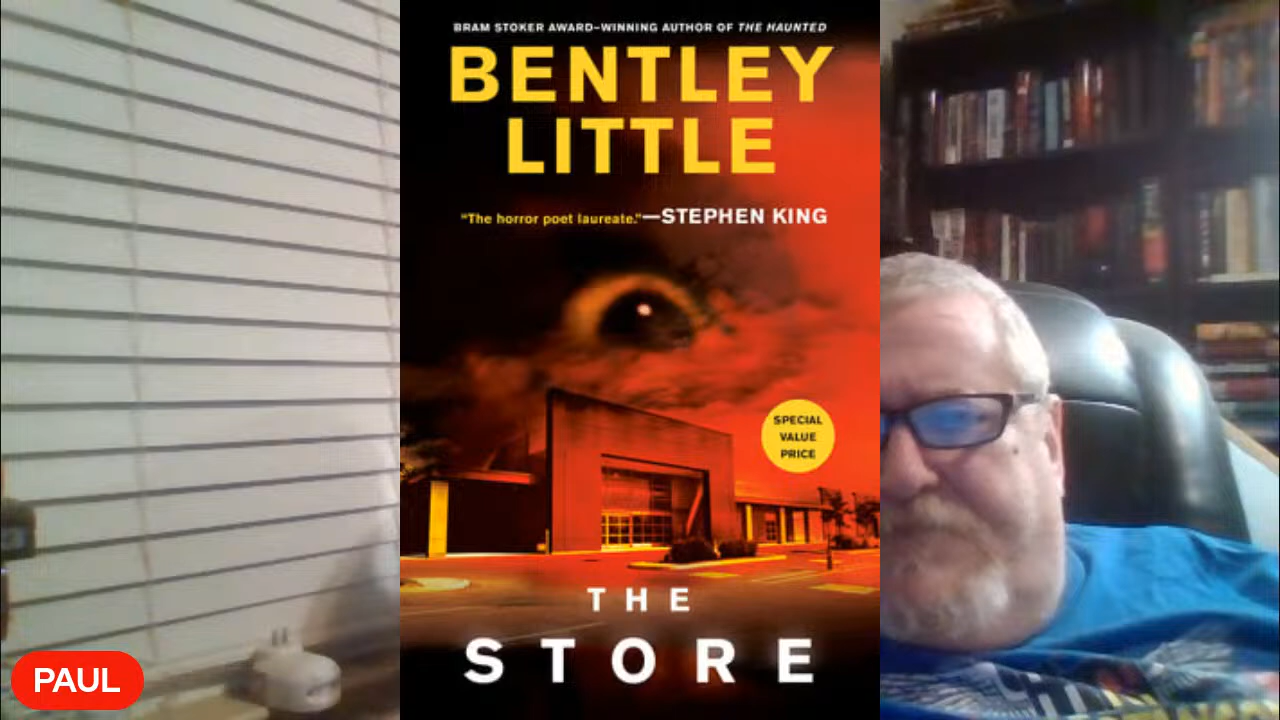 BRAM STOKER AWARD–WINNING AUTHOR OF THE HAUNTED
BENTLEY
LITTLE
"The horror poet laureate."—STEPHEN KING
SPECIAL
VALUE
PRICE
THE
STORE
PAUL